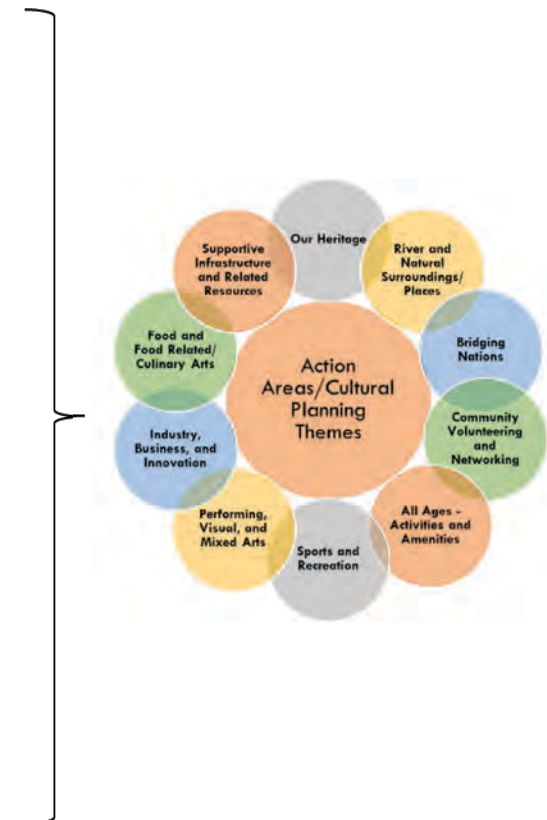 Our Heritage
River and
Natural
Surroundings/
Places
Bridging
Nations
Community
Volunteering
and
Networking
All Ages -
Activities and
Amenities
Sports and
Recreation
Performing,
Visual, and
Mixed Arts
Industry,
Business, and
Innovation
Food and
Food Related/
Culinary Arts
Supportive
Infrastructure
and Related
Resources
Action
Areas/Cultural
Planning
Themes